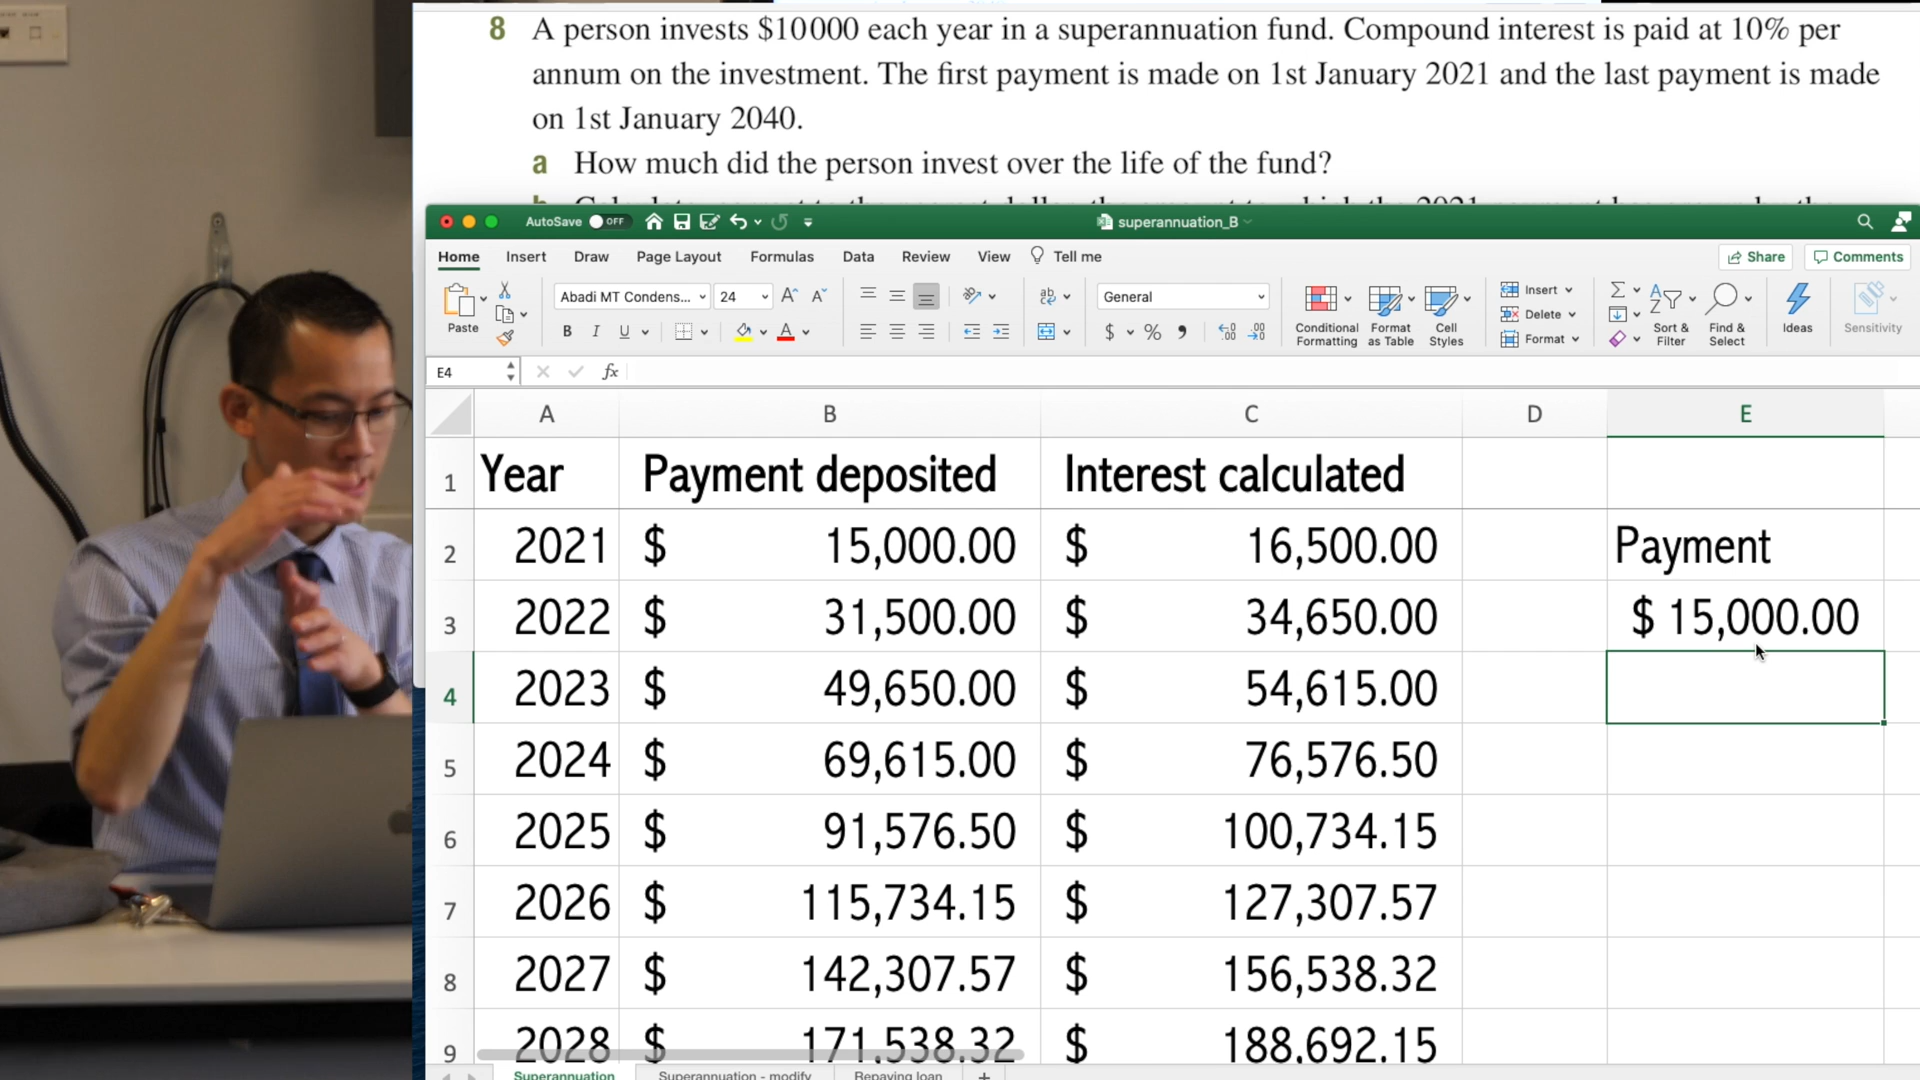 8 A person invests $10000 each year in a superannuation fund. Compound interest is paid at 10% per
annum on the investment. The first payment is made on 1st January 2021 and the last payment is made
on 1st January 2040.
a How much did the person invest over the life of the fund?
AutoSave OFF superannuation_B
Home Insert Draw Page Layout Formulas Data Review View Tell me Share Comments
Paste Abadi MT Condens... 24 General Conditional Formatting Format as Table Cell Styles Insert Delete Format Sort & Filter Find & Select Ideas Sensitivity
B I U A $ %
E4 fx
A B C D E
1 Year Payment deposited Interest calculated
2 2021 $ 15,000.00 $ 16,500.00 Payment
3 2022 $ 31,500.00 $ 34,650.00 $ 15,000.00
4 2023 $ 49,650.00 $ 54,615.00
5 2024 $ 69,615.00 $ 76,576.50
6 2025 $ 91,576.50 $ 100,734.15
7 2026 $ 115,734.15 $ 127,307.57
8 2027 $ 142,307.57 $ 156,538.32
9 2028 $ 171,538.32 $ 188,692.15
Superannuation Superannuation - modify Repaying loan +